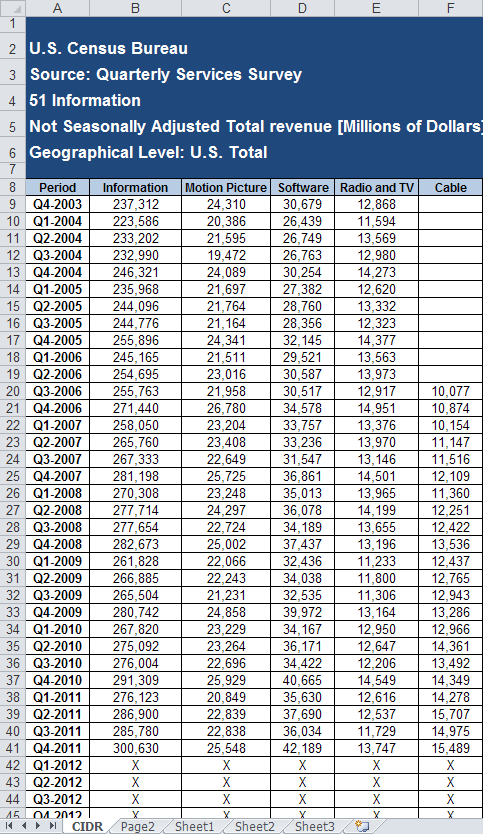 A B C D E F
1
2 U.S. Census Bureau
3 Source: Quarterly Services Survey
4 51 Information
5 Not Seasonally Adjusted Total revenue [Millions of Dollars]
6 Geographical Level: U.S. Total
7
8 Period Information Motion Picture Software Radio and TV Cable
9 Q4-2003 237,312 24,310 30,679 12,868
10 Q1-2004 223,586 20,386 26,439 11,594
11 Q2-2004 233,202 21,595 26,749 13,569
12 Q3-2004 232,990 19,472 26,763 12,980
13 Q4-2004 246,321 24,089 30,254 14,273
14 Q1-2005 235,968 21,697 27,382 12,620
15 Q2-2005 244,096 21,764 28,760 13,332
16 Q3-2005 244,776 21,164 28,356 12,323
17 Q4-2005 255,896 24,341 32,145 14,377
18 Q1-2006 245,165 21,511 29,521 13,563
19 Q2-2006 254,695 23,016 30,587 13,973
20 Q3-2006 255,763 21,958 30,517 12,917 10,077
21 Q4-2006 271,440 26,780 34,578 14,951 10,874
22 Q1-2007 258,050 23,204 33,757 13,376 10,154
23 Q2-2007 265,760 23,408 33,236 13,970 11,147
24 Q3-2007 267,333 22,649 31,547 13,146 11,516
25 Q4-2007 281,198 25,725 36,861 14,501 12,109
26 Q1-2008 270,308 23,248 35,013 13,965 11,360
27 Q2-2008 277,714 24,297 36,078 14,199 12,251
28 Q3-2008 277,654 22,724 34,189 13,655 12,422
29 Q4-2008 282,673 25,002 37,437 13,196 13,536
30 Q1-2009 261,828 22,066 32,436 11,233 12,437
31 Q2-2009 266,885 22,243 34,038 11,800 12,765
32 Q3-2009 265,504 21,231 32,535 11,306 12,943
33 Q4-2009 280,742 24,858 39,972 13,164 13,286
34 Q1-2010 267,820 23,229 34,167 12,950 12,966
35 Q2-2010 275,092 23,264 36,171 12,647 14,361
36 Q3-2010 276,004 22,696 34,422 12,206 13,492
37 Q4-2010 291,309 25,929 40,665 14,549 14,349
38 Q1-2011 276,123 20,849 35,630 12,616 14,278
39 Q2-2011 286,900 22,839 37,690 12,537 15,707
40 Q3-2011 285,780 22,838 36,034 11,729 14,975
41 Q4-2011 300,630 25,548 42,189 13,747 15,489
42 Q1-2012 X X X X X
43 Q2-2012 X X X X X
44 Q3-2012 X X X X X
45 Q4-2012 X X X X X
CIDR Page2 Sheet1 Sheet2 Sheet3